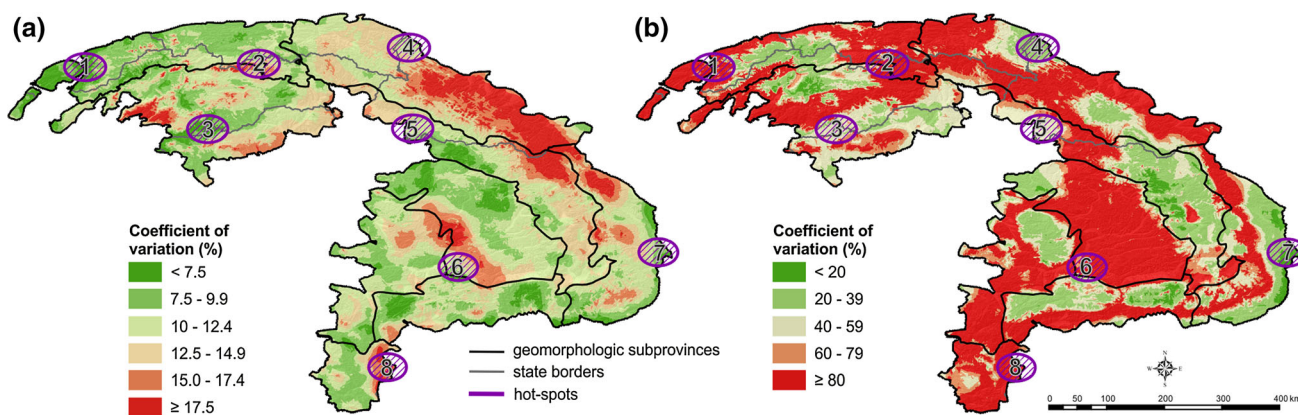 (a)
1
2
3
4
5
6
7
8
Coefficient of
variation (%)
< 7.5
7.5 - 9.9
10 - 12.4
12.5 - 14.9
15.0 - 17.4
≥ 17.5
geomorphologic subprovinces
state borders
hot-spots
(b)
1
2
3
4
5
6
7
8
Coefficient of
variation (%)
< 20
20 - 39
40 - 59
60 - 79
≥ 80
N
W E
S
0 50 100 200 300 400 km